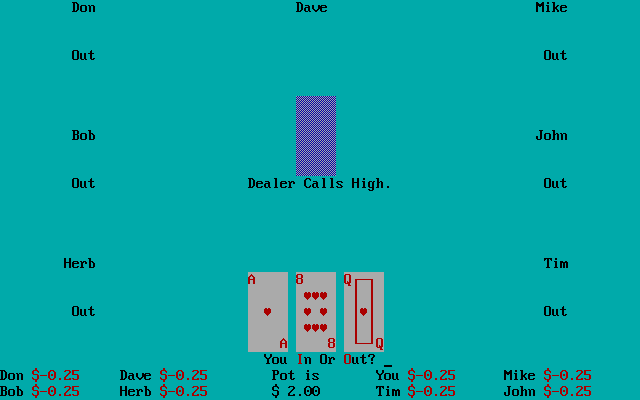 Don Dave Mike
Out Out
Bob John
Out Dealer Calls High. Out
Herb Tim
A 8 Q
Out Out
A 8 Q
You In Or Out? _
Don $-0.25 Dave $-0.25 Pot is You $-0.25 Mike $-0.25
Bob $-0.25 Herb $-0.25 $ 2.00 Tim $-0.25 John $-0.25